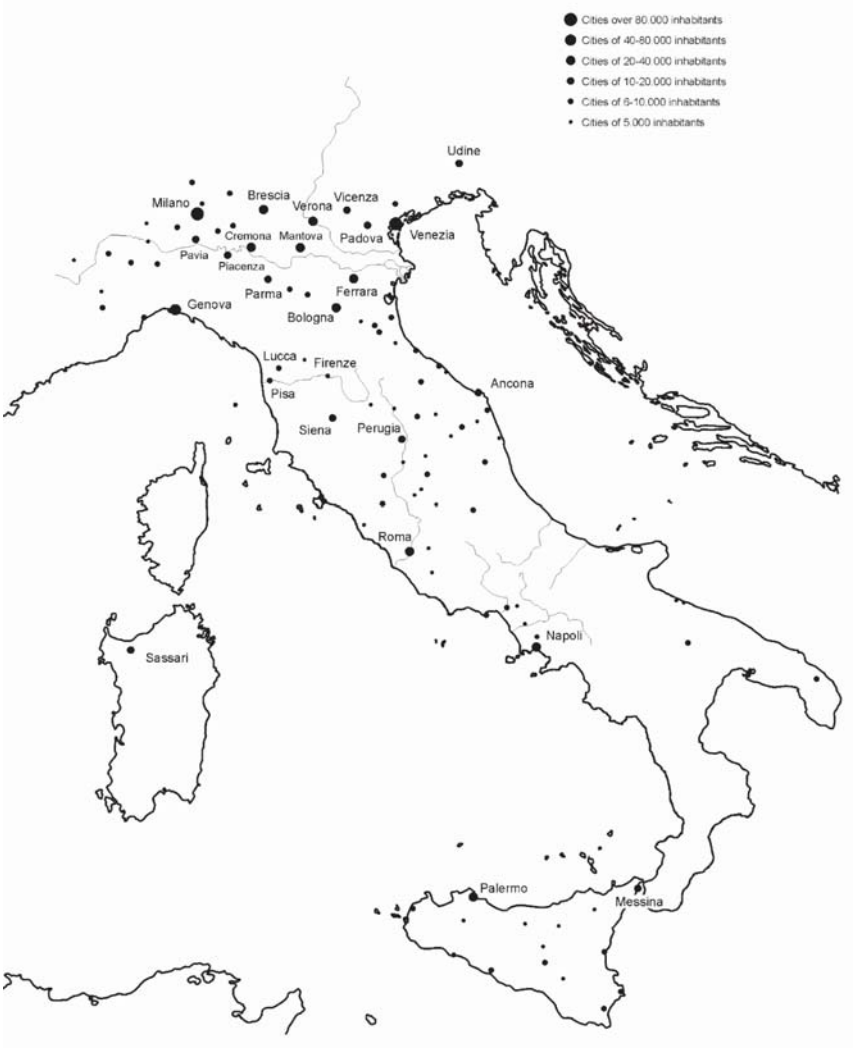 Cities over 80.000 inhabitants
Cities of 40-80.000 inhabitants
Cities of 20-40.000 inhabitants
Cities of 10-20.000 inhabitants
Cities of 6-10.000 inhabitants
Cities of 5.000 inhabitants
Udine
Brescia
Vicenza
Milano
Verona
Venezia
Padova
Cremona
Mantova
Pavia
Piacenza
Parma
Ferrara
Genova
Bologna
Lucca
Firenze
Pisa
Ancona
Siena
Perugia
Roma
Napoli
Sassari
Palermo
Messina